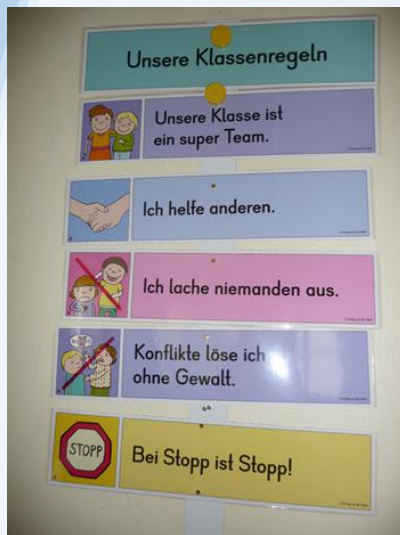 Unsere Klassenregeln
Unsere Klasse ist
ein super Team.
Ich helfe anderen.
Ich lache niemanden aus.
Konflikte löse ich
ohne Gewalt.
STOPP
Bei Stopp ist Stopp!